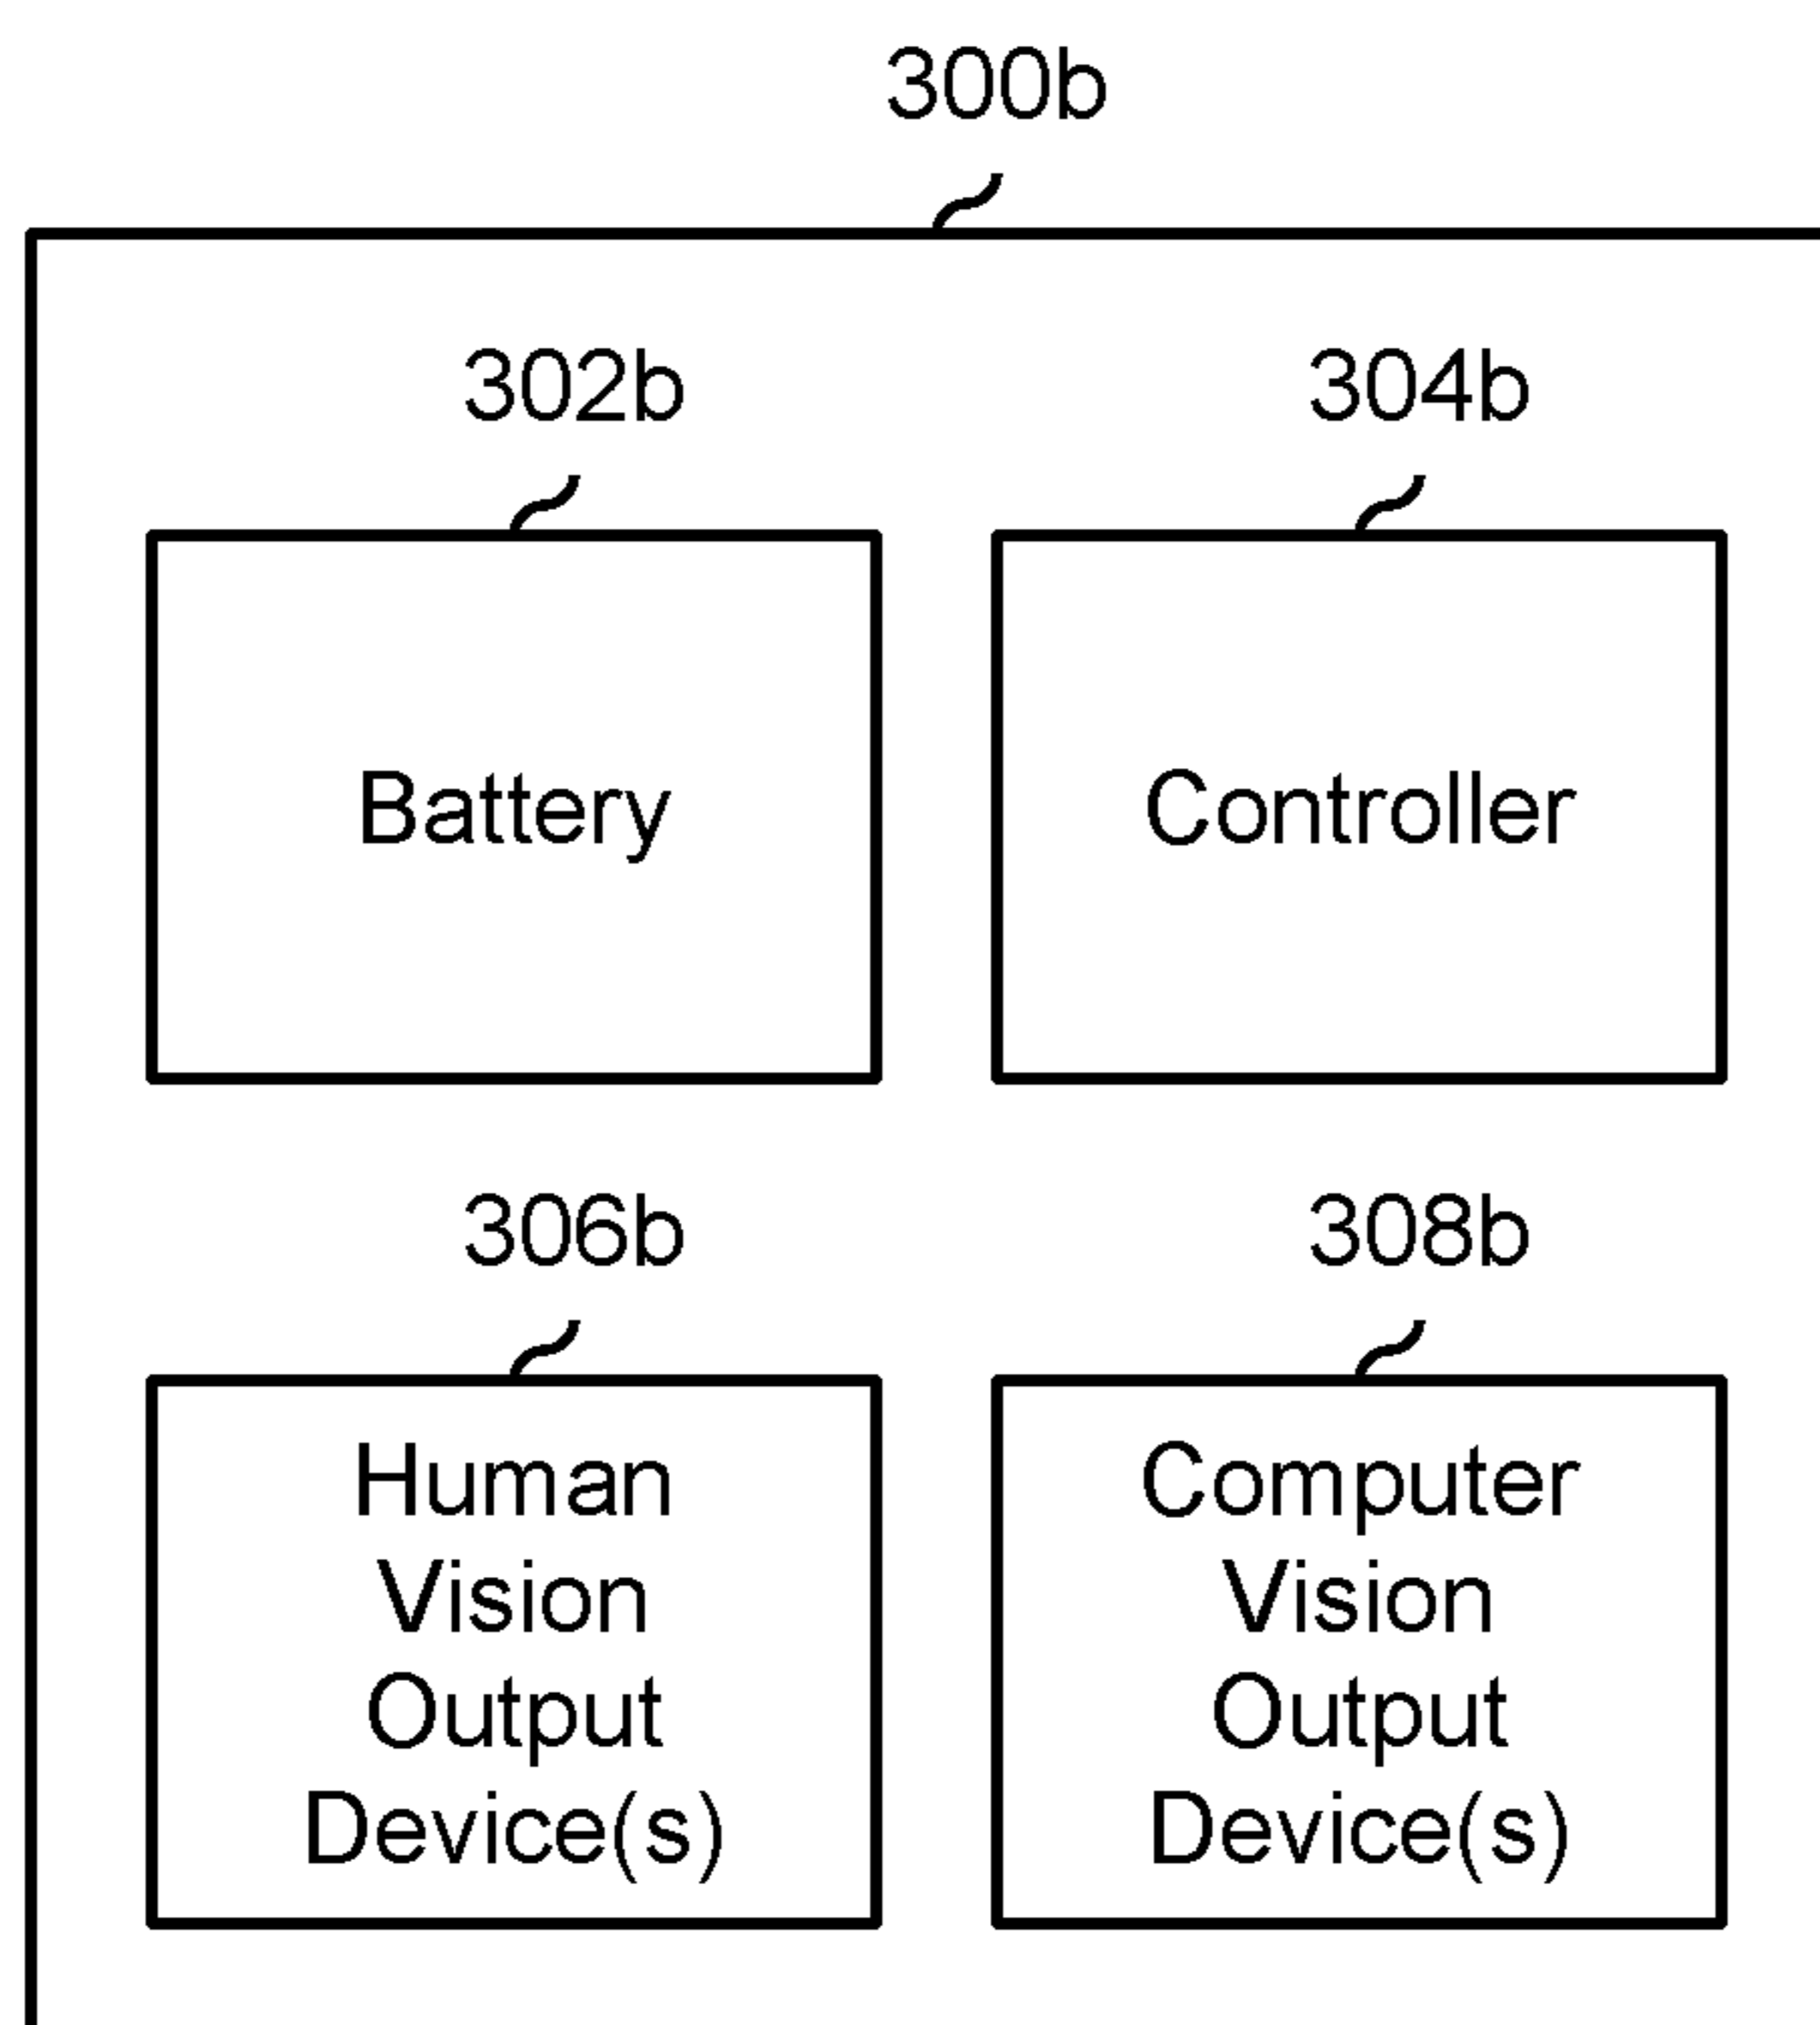 300b
302b
304b
Battery
Controller
306b
308b
Human
Vision
Output
Device(s)
Computer
Vision
Output
Device(s)